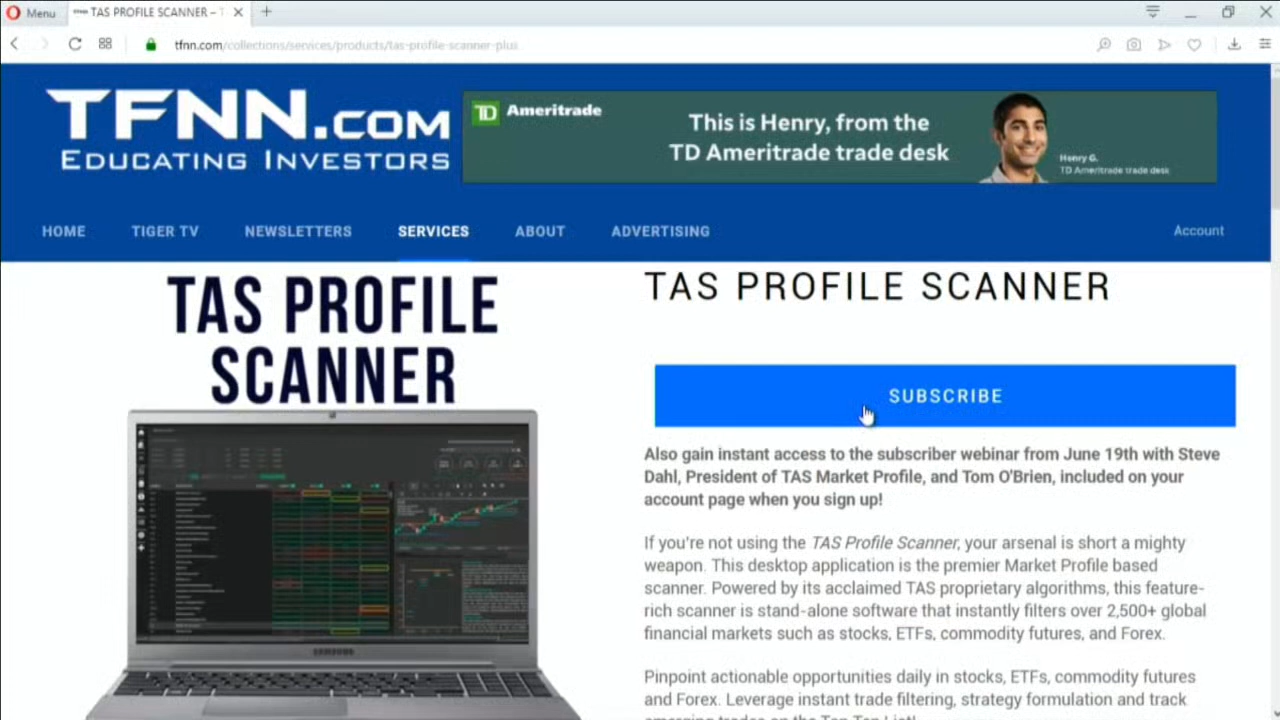 Menu
TAS PROFILE SCANNER – T
tfnn.com/collections/services/products/tas-profile-scanner-plus
TFNN.COM
EDUCATING INVESTORS
TD Ameritrade
This is Henry, from the
TD Ameritrade trade desk
Henry G.
TD Ameritrade trade desk
HOME
TIGER TV
NEWSLETTERS
SERVICES
ABOUT
ADVERTISING
Account
TAS PROFILE
SCANNER
SAMSUNG
TAS PROFILE SCANNER
SUBSCRIBE
Also gain instant access to the subscriber webinar from June 19th with Steve
Dahl, President of TAS Market Profile, and Tom O'Brien, included on your
account page when you sign up!
If you're not using the TAS Profile Scanner, your arsenal is short a mighty
weapon. This desktop application is the premier Market Profile based
scanner. Powered by its acclaimed TAS proprietary algorithms, this feature-
rich scanner is stand-alone software that instantly filters over 2,500+ global
financial markets such as stocks, ETFs, commodity futures, and Forex.
Pinpoint actionable opportunities daily in stocks, ETFs, commodity futures
and Forex. Leverage instant trade filtering, strategy formulation and track
emerging trades on the Top Ten List!